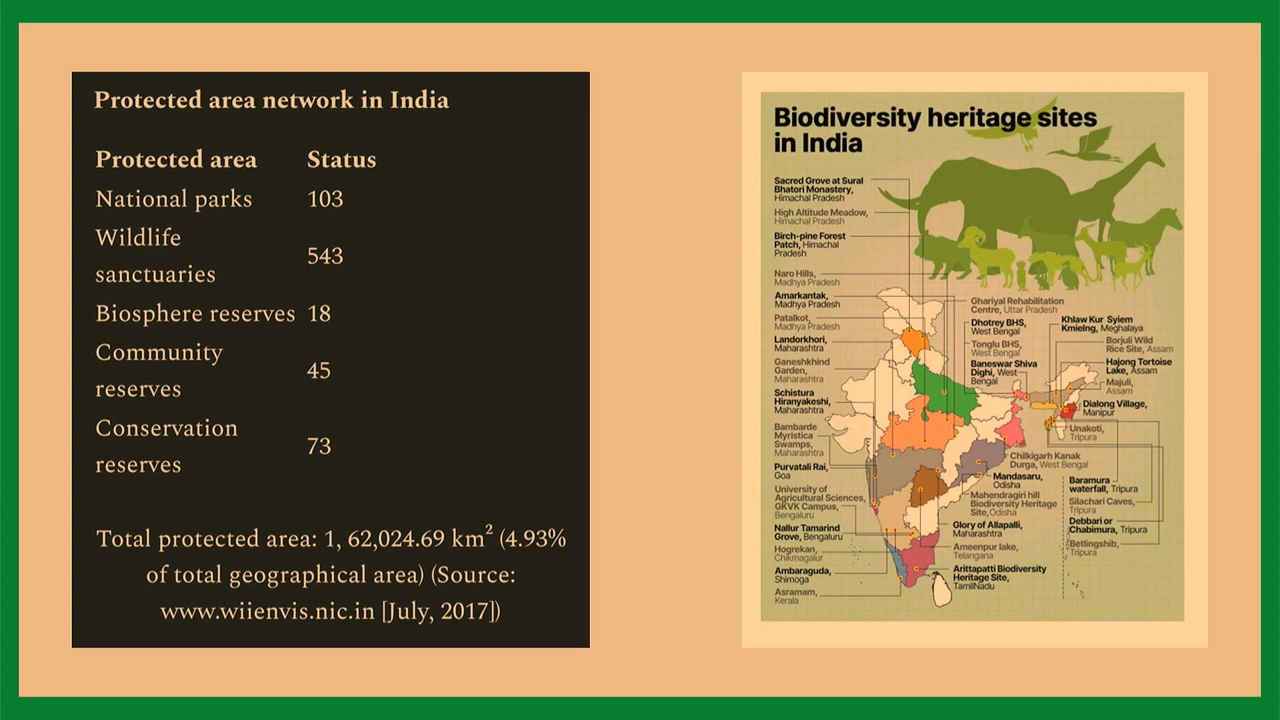 Protected area network in India
Protected area Status
National parks 103
Wildlife
sanctuaries 543
Biosphere reserves 18
Community
reserves 45
Conservation
reserves 73
Total protected area: 1, 62,024.69 km² (4.93%
of total geographical area) (Source:
www.wiienvis.nic.in [July, 2017])
Biodiversity heritage sites
in India
Sacred Grove at Sural
Bhatori Monastery,
Himachal Pradesh
High Altitude Meadow,
Himachal Pradesh
Birch-pine Forest
Patch, Himachal
Pradesh
Naro Hills,
Madhya Pradesh
Amarkantak,
Madhya Pradesh
Patalkot,
Madhya Pradesh
Landorkhori,
Maharashtra
Ganeshkhind
Garden,
Maharashtra
Schistura
Hiranyakeshi,
Maharashtra
Bambarde
Myristica
Swamps,
Maharashtra
Purvatali Rai,
Goa
University of
Agricultural Sciences,
GKVK Campus,
Bengaluru
Nallur Tamarind
Grove, Bengaluru
Hogrekan,
Chikmagalur
Ambaraguda,
Shimoga
Asramam,
Kerala
Ghariyal Rehabilitation
Centre, Uttar Pradesh
Dhotrey BHS,
West Bengal
Tonglu BHS,
West Bengal
Baneswar Shiva
Dighi, West
Bengal
Khlaw Kur Syiem
Kmielng, Meghalaya
Borjuli Wild
Rice Site, Assam
Hajong Tortoise
Lake, Assam
Majuli,
Assam
Dialong Village,
Manipur
Unakoti,
Tripura
Chilkigarh Kanak
Durga, West Bengal
Mandasaru,
Odisha
Mahendragiri hill
Biodiversity Heritage
Site,Odisha
Glory of Allapalli,
Maharashtra
Ameenpur lake,
Telangana
Arittapatti Biodiversity
Heritage Site,
TamilNadu
Baramura
waterfall, Tripura
Silachari Caves,
Tripura
Debbari or
Chabimura, Tripura
Betlingshib,
Tripura